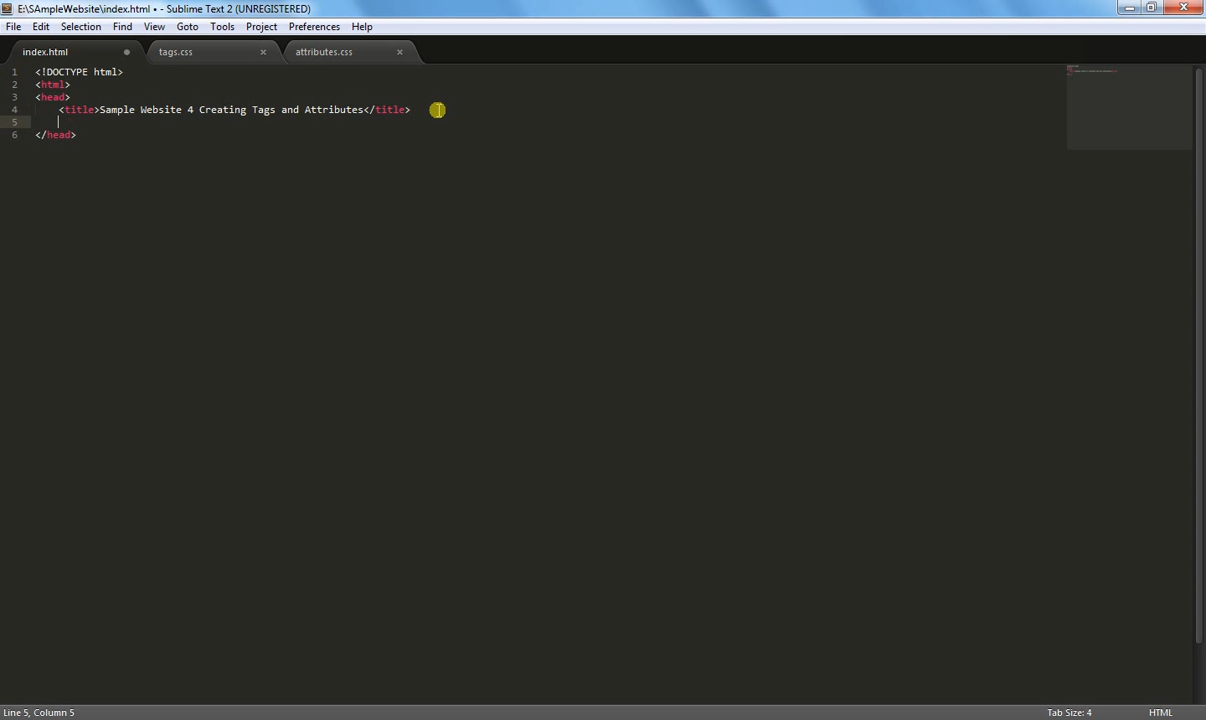 E:\SAmpleWebsite\index.html • - Sublime Text 2 (UNREGISTERED)
File Edit Selection Find View Goto Tools Project Preferences Help
index.html tags.css attributes.css
1 <!DOCTYPE html>
2 <html>
3 <head>
4 <title>Sample Website 4 Creating Tags and Attributes</title>
5
6 </head>
Line 5, Column 5 Tab Size: 4 HTML